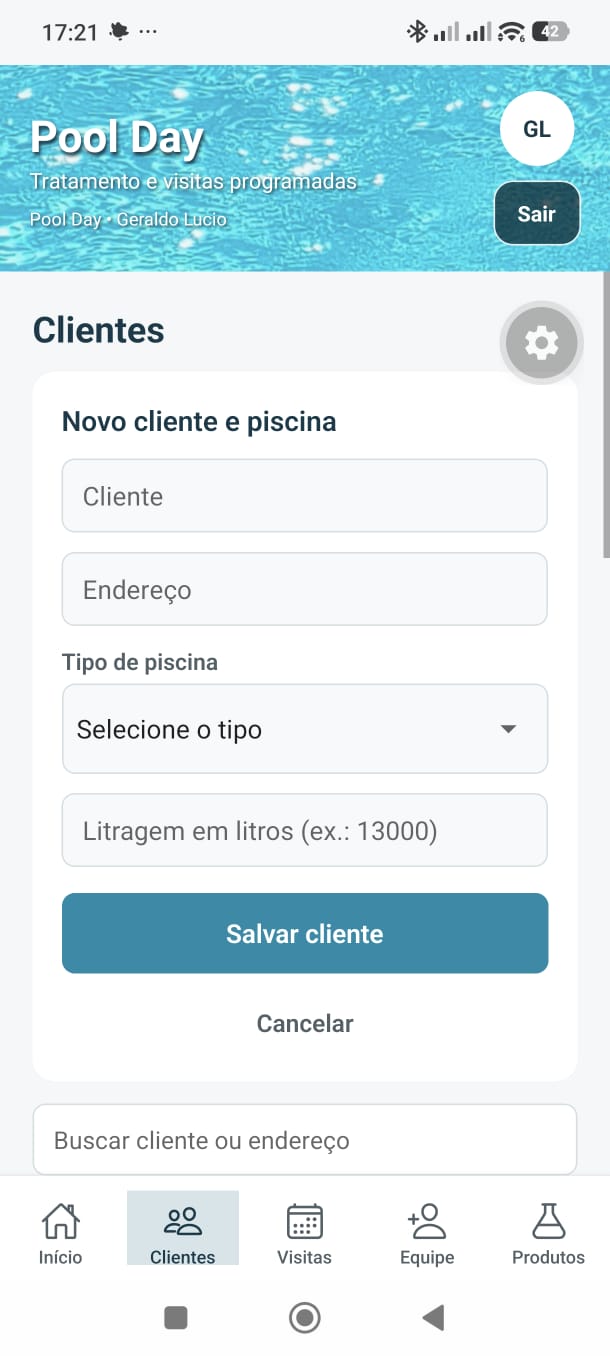 17:21
42
6
Pool Day
GL
Tratamento e visitas programadas
Pool Day • Geraldo Lucio
Sair
Clientes
Novo cliente e piscina
Cliente
Endereço
Tipo de piscina
Selecione o tipo
Litragem em litros (ex.: 13000)
Salvar cliente
Cancelar
Buscar cliente ou endereço
Início
Clientes
Visitas
Equipe
Produtos